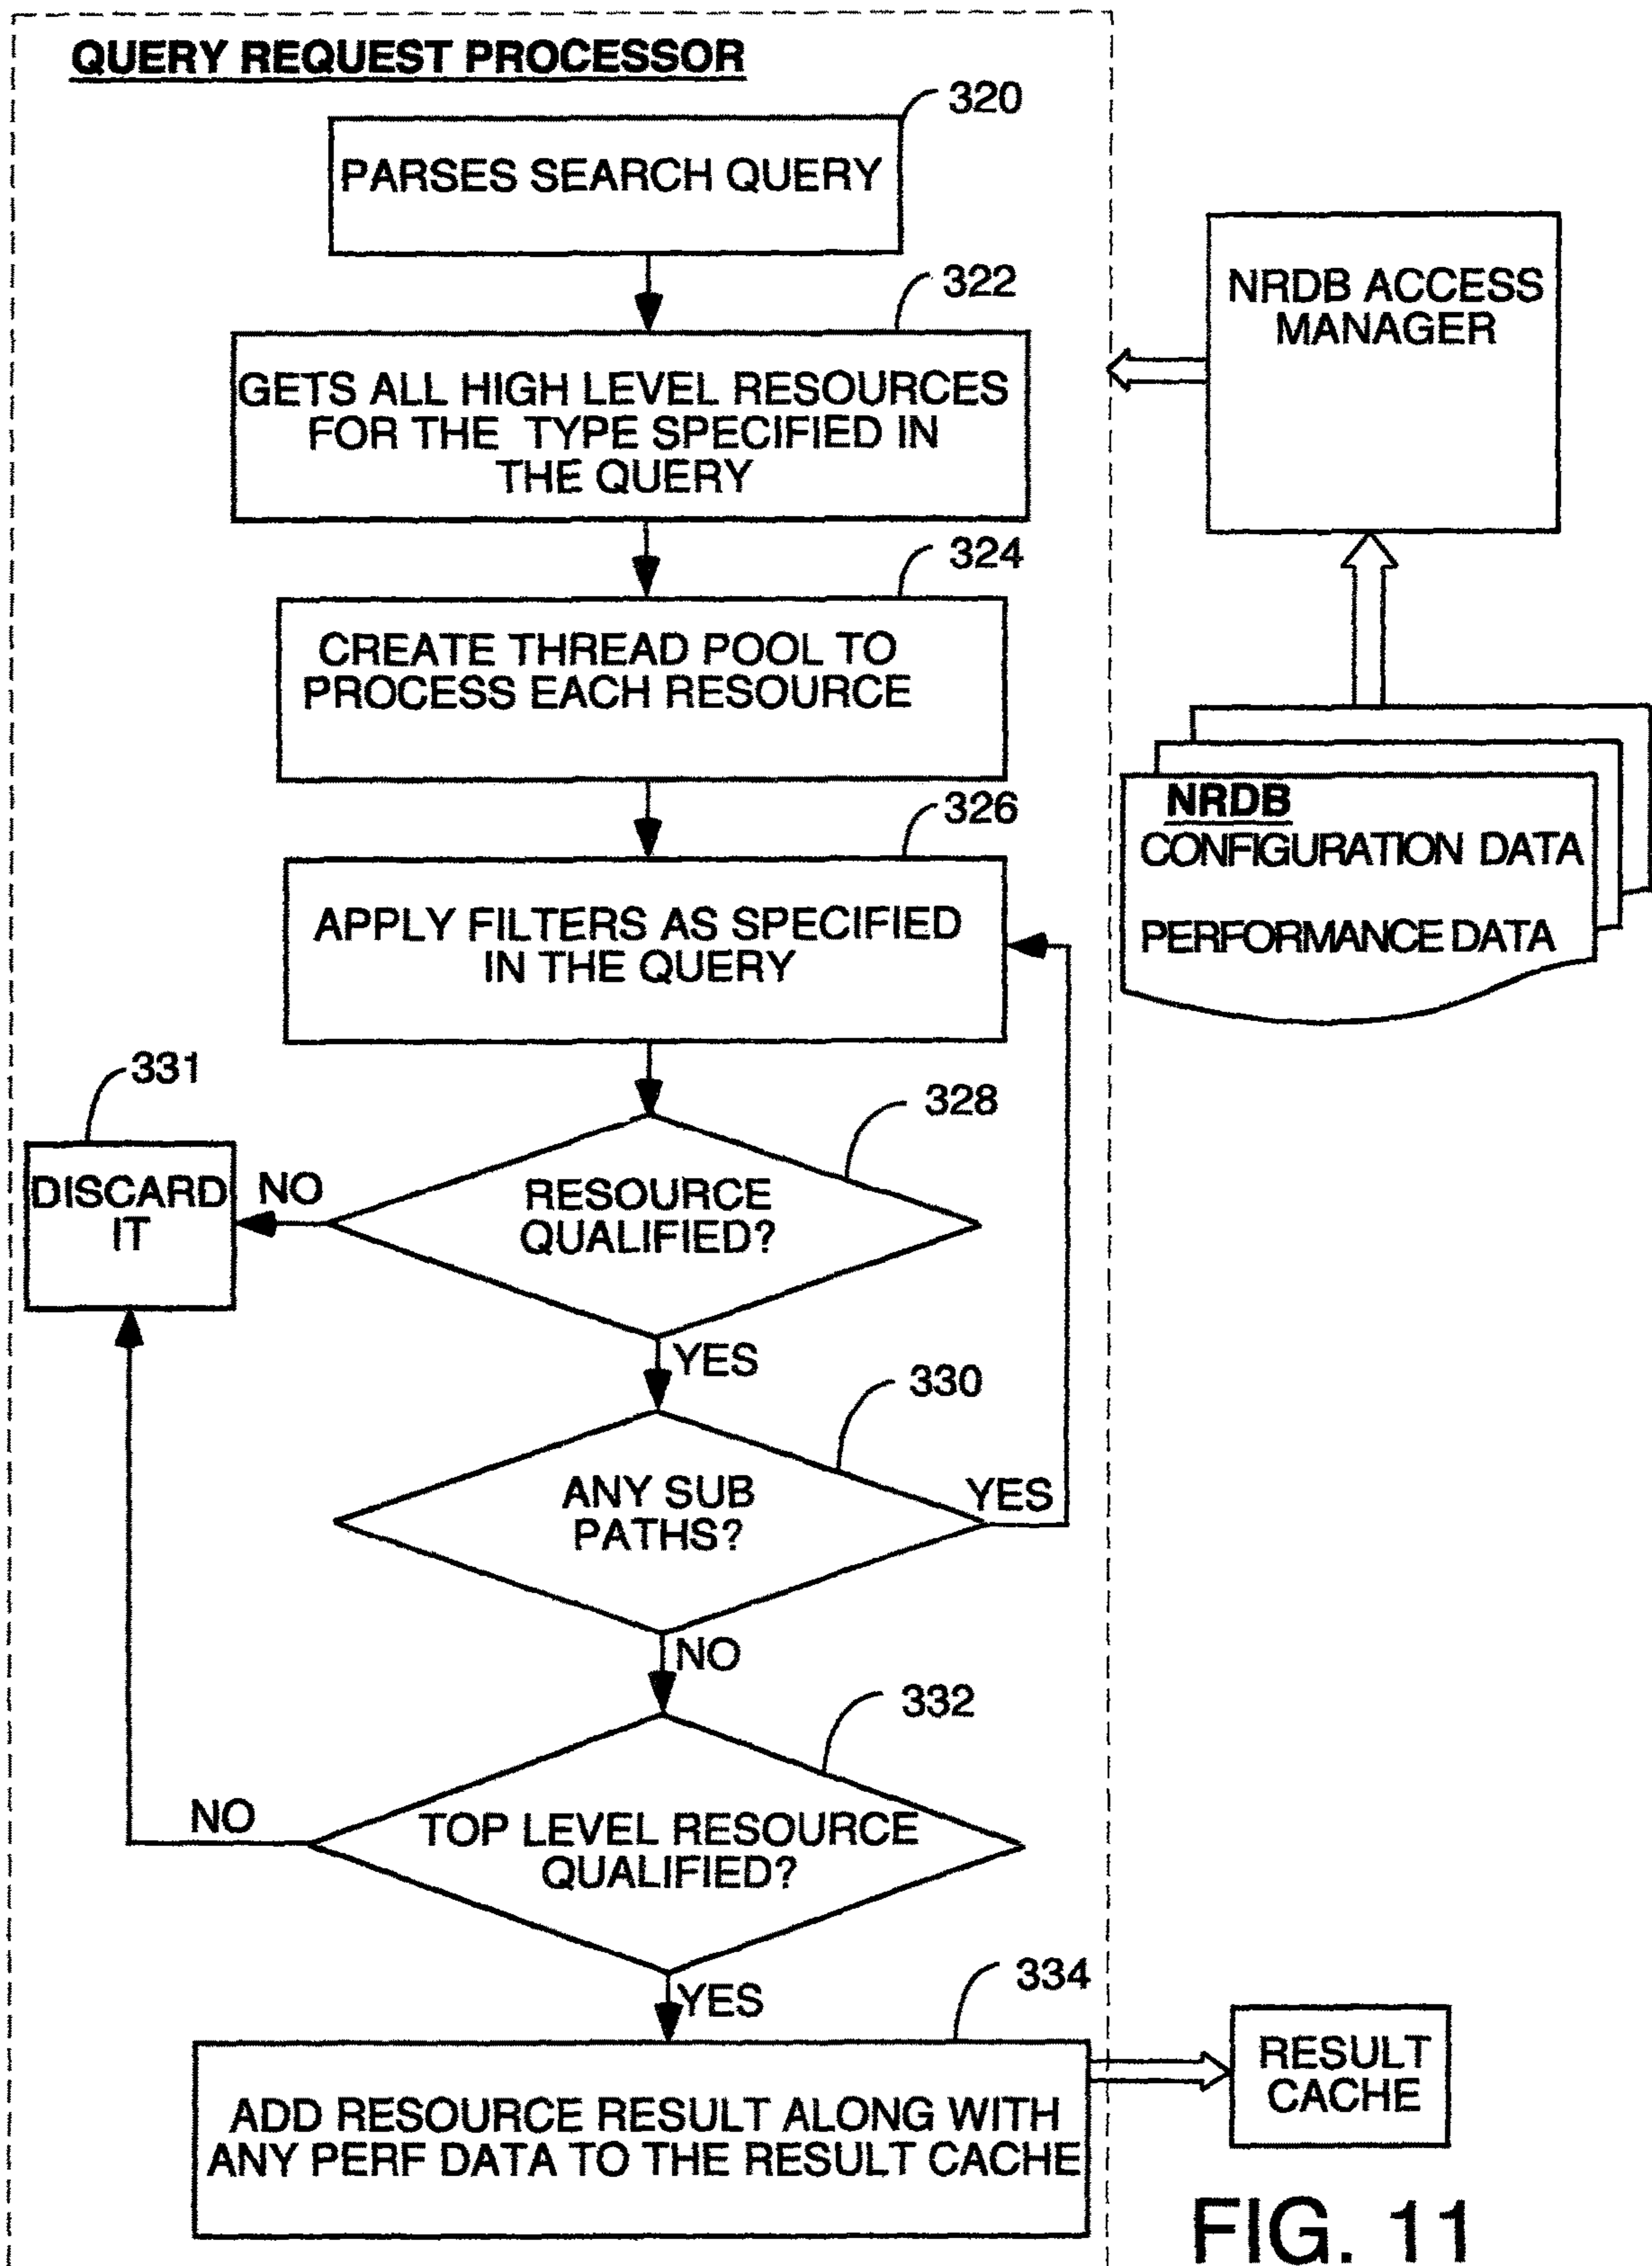 QUERY REQUEST PROCESSOR
320
PARSES SEARCH QUERY
322
GETS ALL HIGH LEVEL RESOURCES
FOR THE TYPE SPECIFIED IN
THE QUERY
NRDB ACCESS
MANAGER
324
CREATE THREAD POOL TO
PROCESS EACH RESOURCE
NRDB
CONFIGURATION DATA
PERFORMANCE DATA
326
APPLY FILTERS AS SPECIFIED
IN THE QUERY
331
DISCARD
IT
NO
328
RESOURCE
QUALIFIED?
YES
330
ANY SUB
PATHS?
YES
NO
332
NO
TOP LEVEL RESOURCE
QUALIFIED?
YES
334
ADD RESOURCE RESULT ALONG WITH
ANY PERF DATA TO THE RESULT CACHE
RESULT
CACHE
FIG. 11